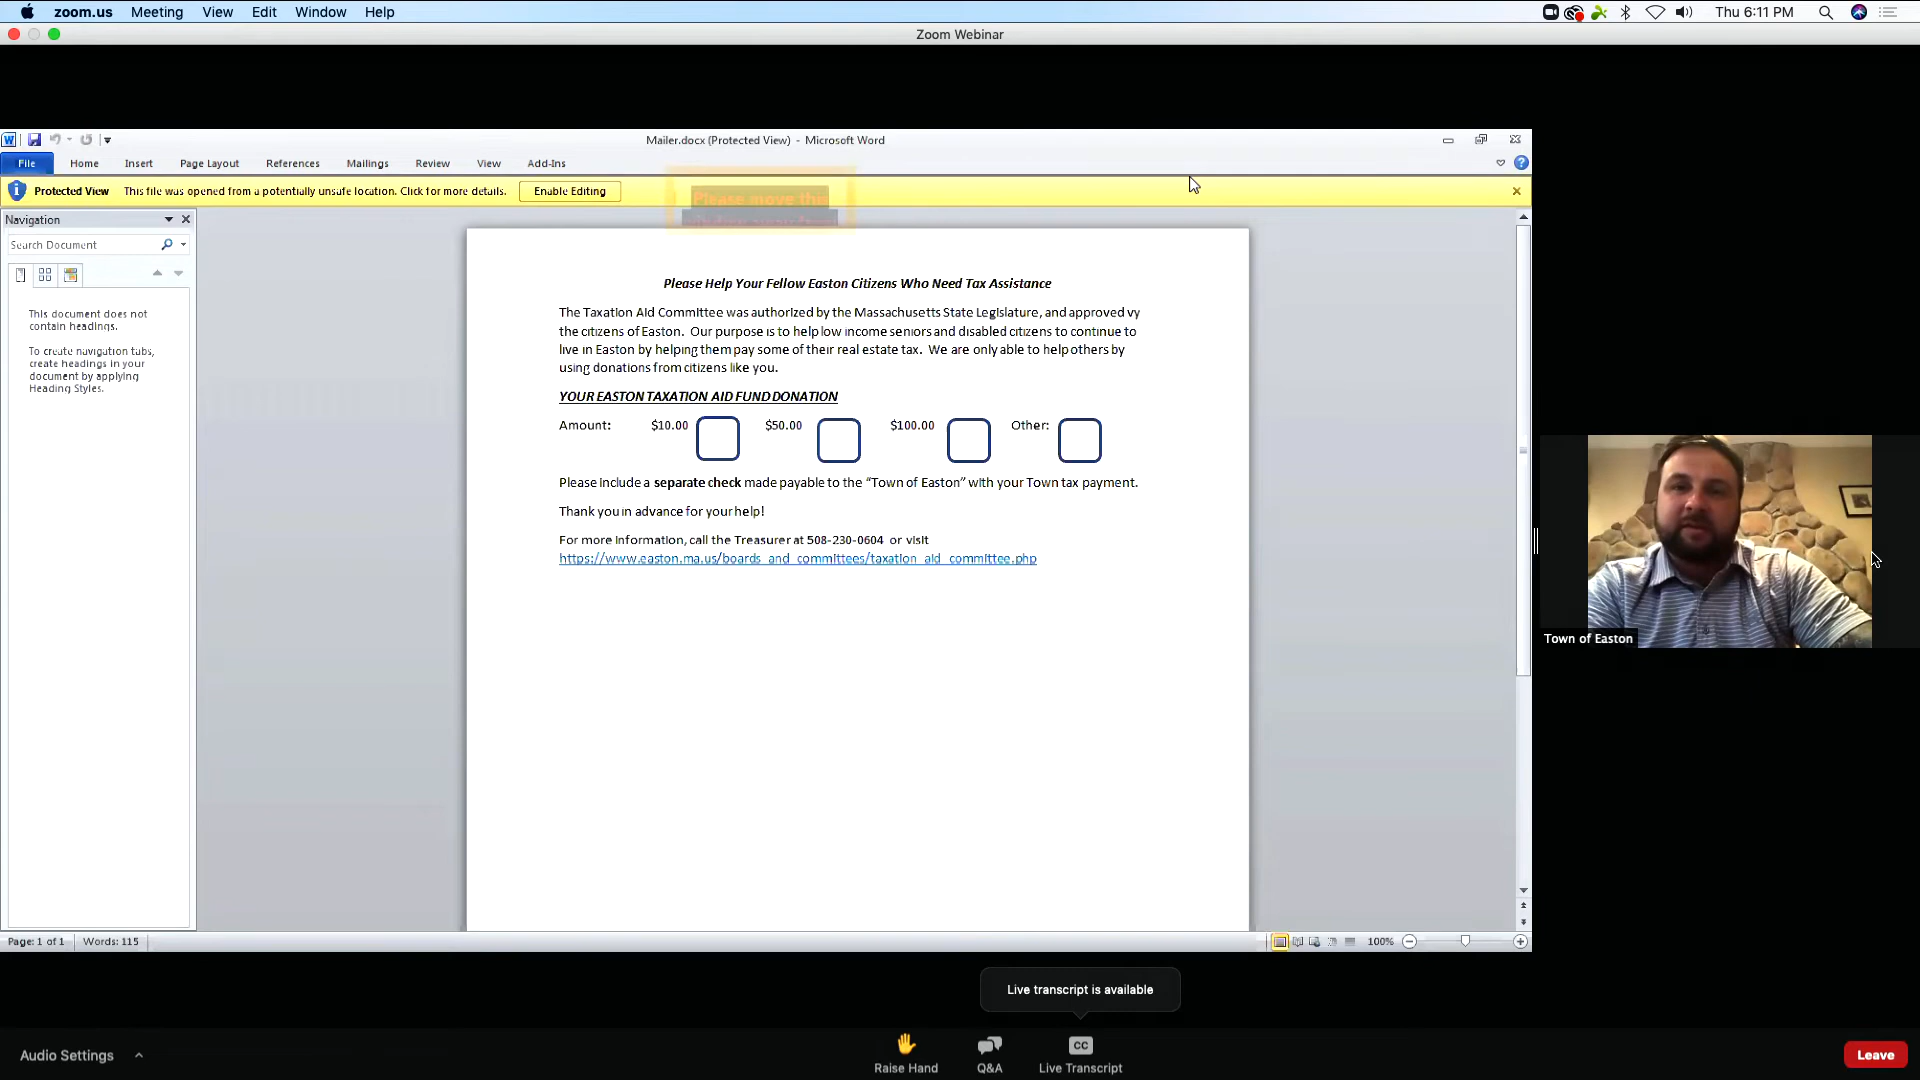 zoom.us Meeting View Edit Window Help Thu 6:11 PM
Zoom Webinar
Mailer.docx (Protected View) - Microsoft Word
File Home Insert Page Layout References Mailings Review View Add-Ins
Protected View This file was opened from a potentially unsafe location. Click for more details. Enable Editing
Please move this
Navigation
Search Document
This document does not
contain headings.
To create navigation tabs,
create headings in your
document by applying
Heading Styles.
Please Help Your Fellow Easton Citizens Who Need Tax Assistance
The Taxation Aid Committee was authorized by the Massachusetts State Legislature, and approved vy
the citizens of Easton. Our purpose is to help low income seniors and disabled citizens to continue to
live in Easton by helping them pay some of their real estate tax. We are only able to help others by
using donations from citizens like you.
YOUR EASTON TAXATION AID FUND DONATION
Amount: $10.00 $50.00 $100.00 Other:
Please include a separate check made payable to the “Town of Easton” with your Town tax payment.
Thank you in advance for your help!
For more information, call the Treasurer at 508-230-0604 or visit
https://www.easton.ma.us/boards_and_committees/taxation_aid_committee.php
Town of Easton
Page: 1 of 1 Words: 115 100%
Live transcript is available
Audio Settings
CC
Raise Hand Q&A Live Transcript
Leave